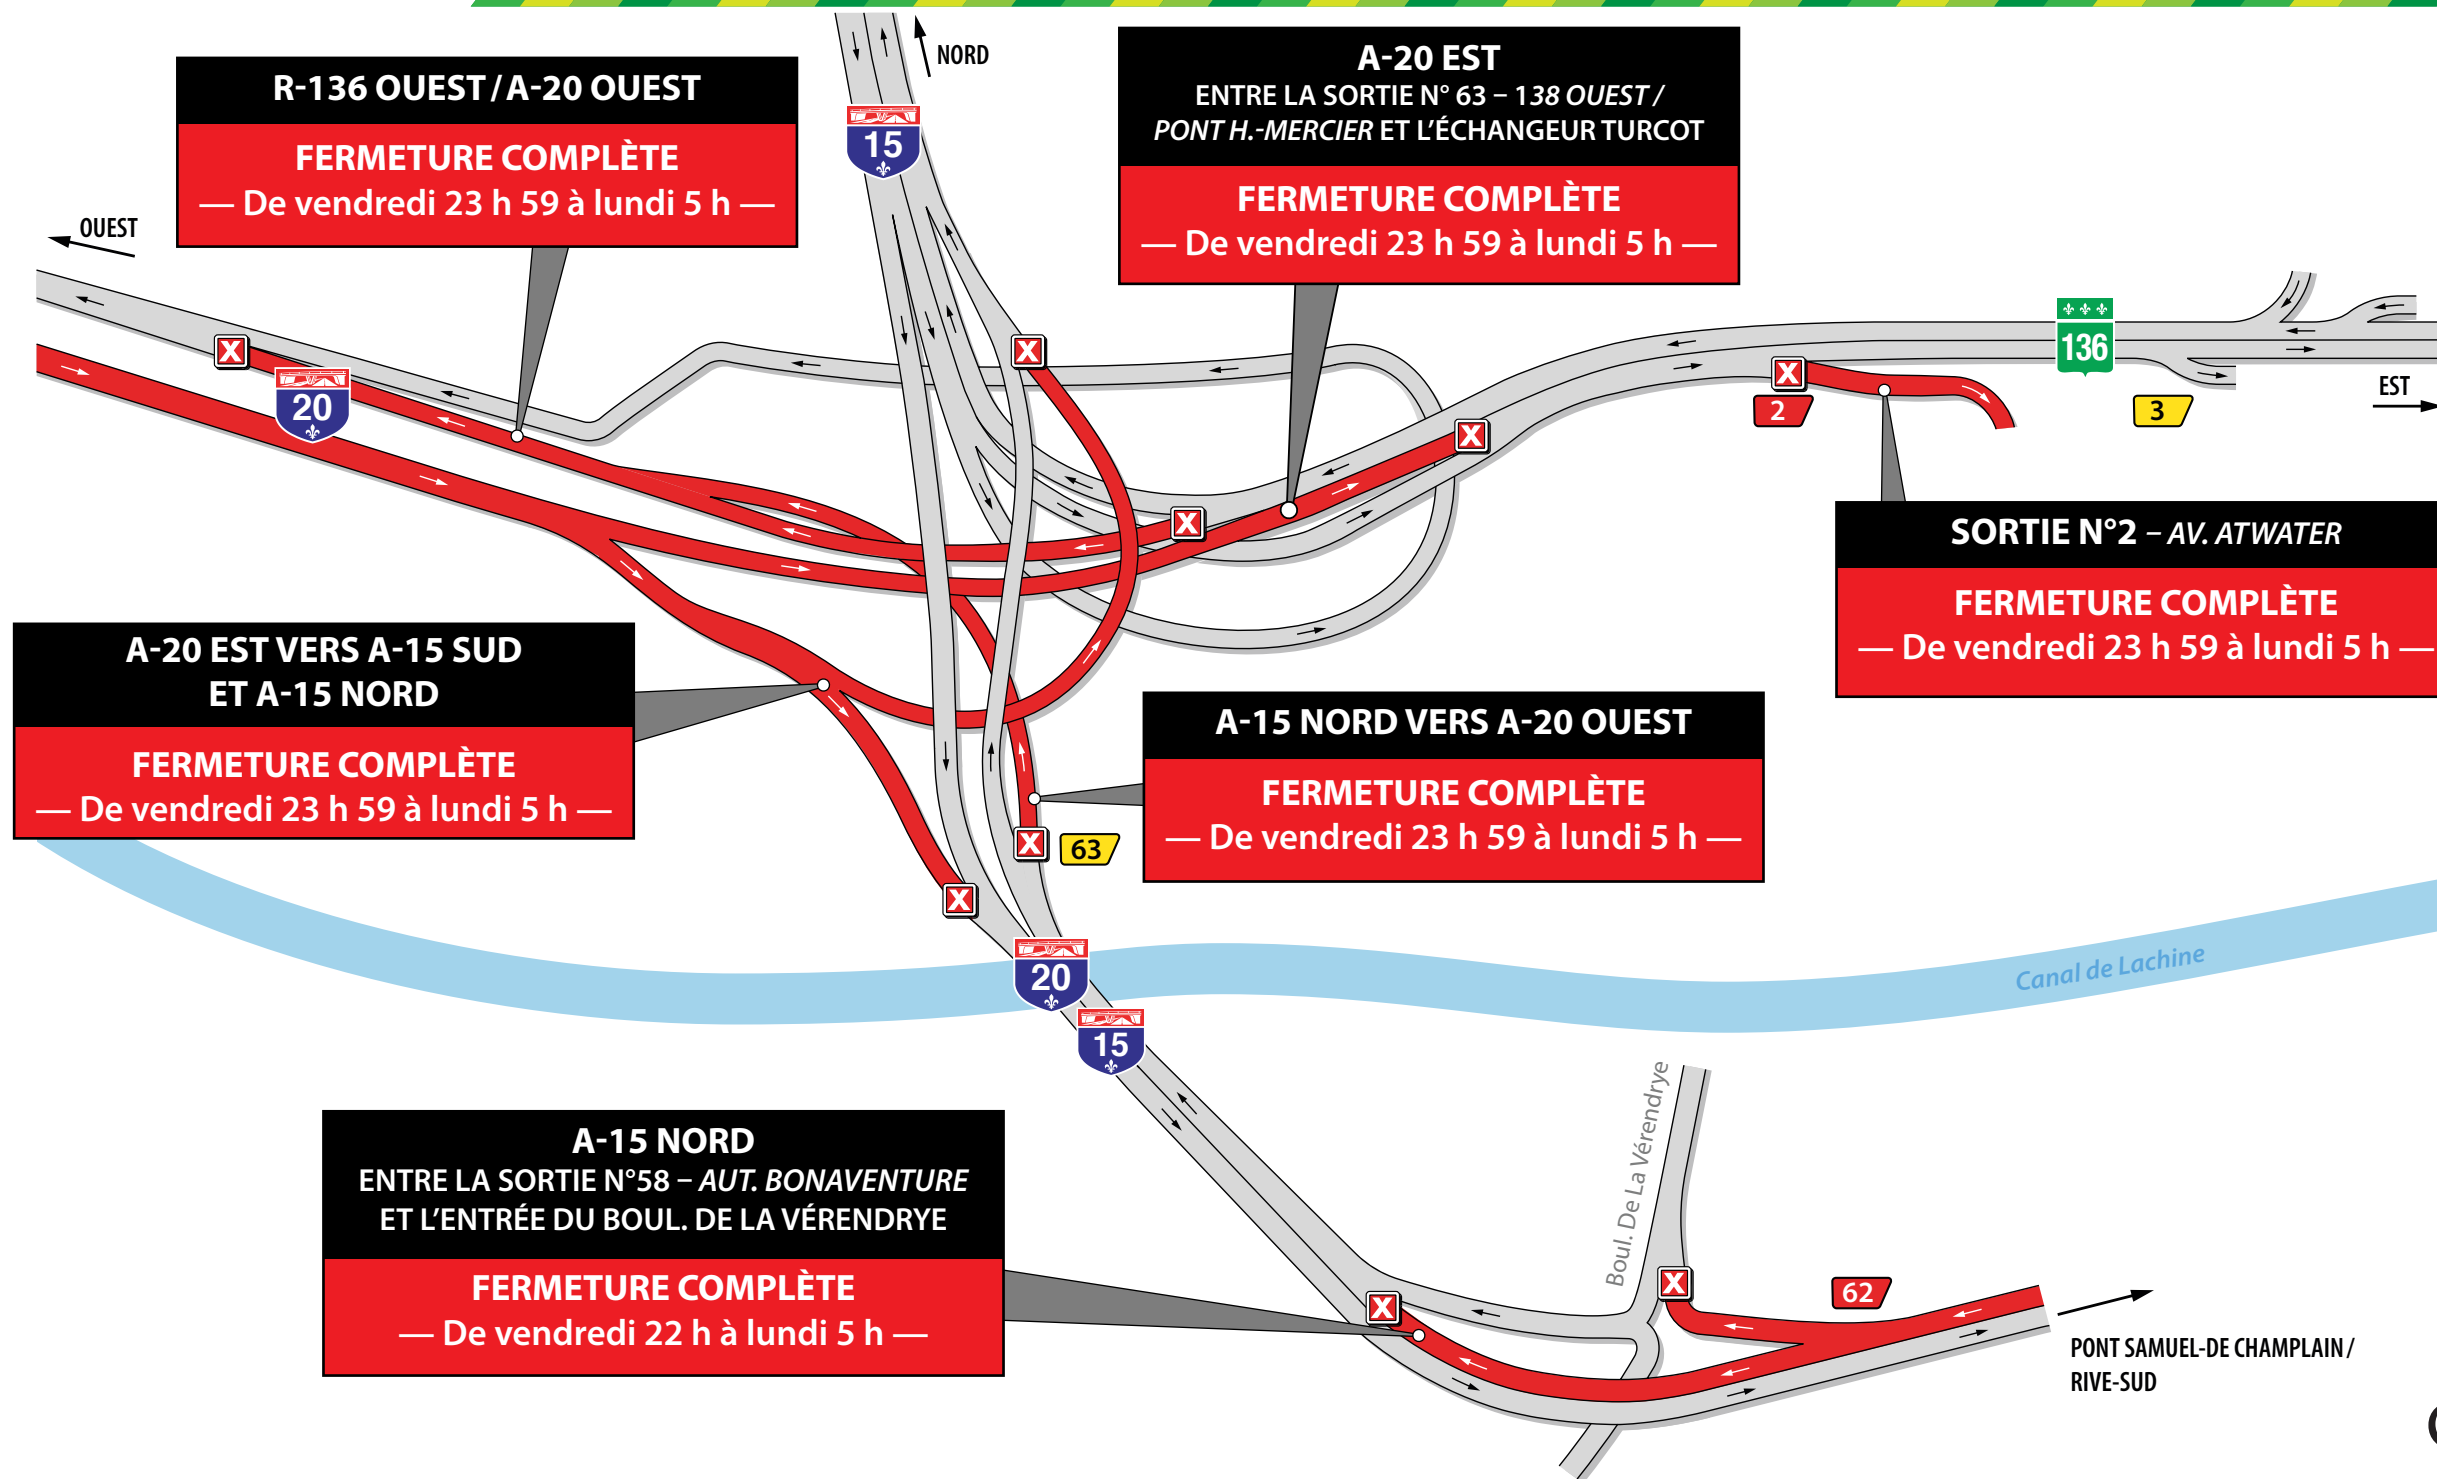 NORD
R-136 OUEST / A-20 OUEST
FERMETURE COMPLÈTE
— De vendredi 23 h 59 à lundi 5 h —
A-20 EST
ENTRE LA SORTIE N° 63 – 138 OUEST /
PONT H.-MERCIER ET L'ÉCHANGEUR TURCOT
FERMETURE COMPLÈTE
— De vendredi 23 h 59 à lundi 5 h —
15
OUEST
136
X
X
X
20
2
3
EST
X
X
SORTIE N°2 – AV. ATWATER
FERMETURE COMPLÈTE
— De vendredi 23 h 59 à lundi 5 h —
A-20 EST VERS A-15 SUD
ET A-15 NORD
FERMETURE COMPLÈTE
— De vendredi 23 h 59 à lundi 5 h —
A-15 NORD VERS A-20 OUEST
FERMETURE COMPLÈTE
— De vendredi 23 h 59 à lundi 5 h —
X
63
X
20
Canal de Lachine
15
Boul. De La Vérendrye
A-15 NORD
ENTRE LA SORTIE N°58 – AUT. BONAVENTURE
ET L'ENTRÉE DU BOUL. DE LA VÉRENDRYE
FERMETURE COMPLÈTE
— De vendredi 22 h à lundi 5 h —
X
X
62
PONT SAMUEL-DE CHAMPLAIN /
RIVE-SUD